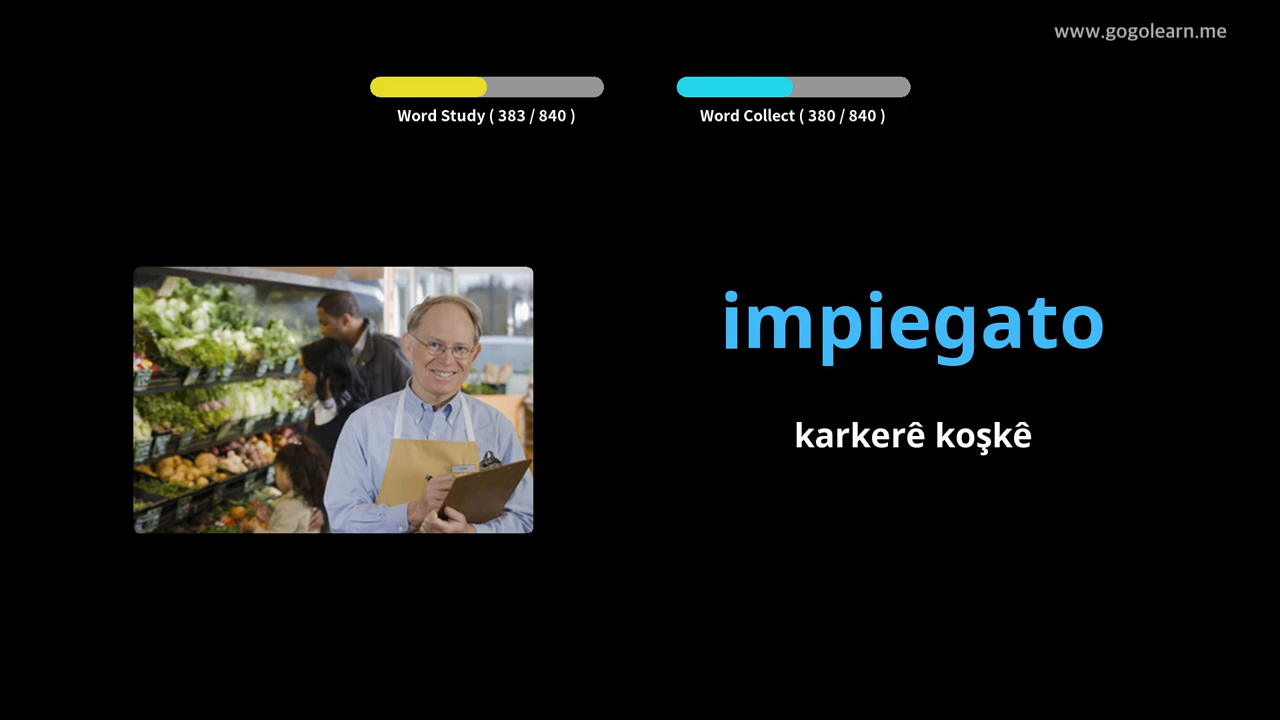 www.gogolearn.me
Word Study ( 383 / 840 )
Word Collect ( 380 / 840 )
impiegato
karkerê koşkê